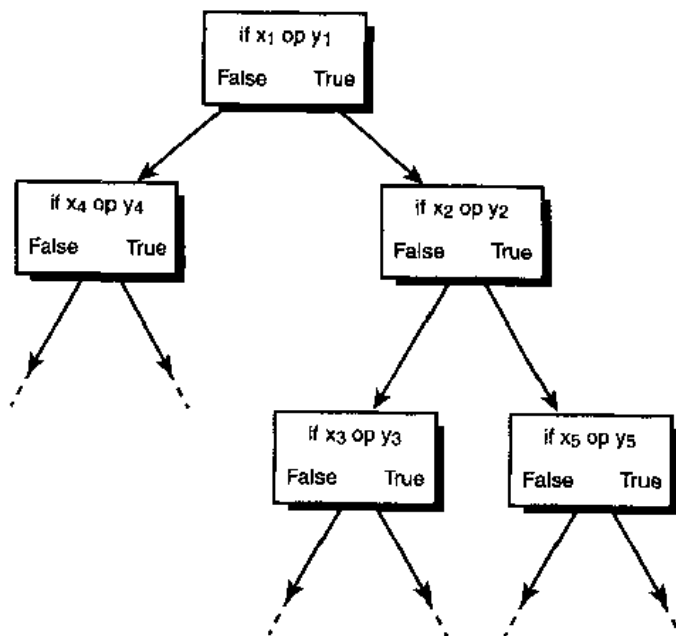 if x₁ op y₁
False True
if x₄ op y₄
False True
if x₂ op y₂
False True
if x₃ op y₃
False True
if x₅ op y₅
False True